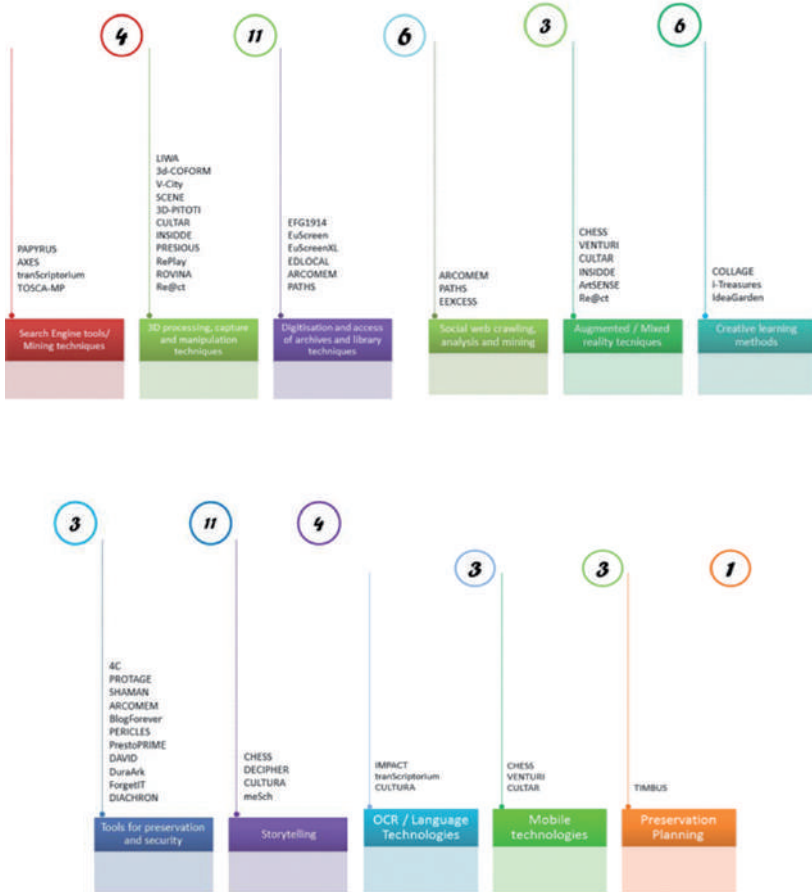 4
11
6
3
6
PAPYRUS
AXES
tranScriptorium
TOSCA-MP
Search Engine tools/
Mining techniques
LIWA
3d-COFORM
V-City
SCENE
3D-PITOTI
CULTAR
INSIDDE
PRESIOUS
RePlay
ROVINA
Re@ct
3D processing, capture
and manipulation
techniques
EFG1914
EuScreen
EuScreenXL
EDLOCAL
ARCOMEM
PATHS
Digitisation and access
of archives and library
techniques
ARCOMEM
PATHS
EEXCESS
Social web crawling,
analysis and mining
CHESS
VENTURI
CULTAR
INSIDDE
ArtSENSE
Re@ct
Augmented / Mixed
reality tecniques
COLLAGE
i-Treasures
IdeaGarden
Creative learning
methods
3
11
4
3
3
1
4C
PROTAGE
SHAMAN
ARCOMEM
BlogForever
PERICLES
PrestoPRIME
DAVID
DuraArk
ForgetIT
DIACHRON
Tools for preservation
and security
CHESS
DECIPHER
CULTURA
meSch
Storytelling
IMPACT
tranScriptorium
CULTURA
OCR / Language
Technologies
CHESS
VENTURI
CULTAR
Mobile
technologies
TIMBUS
Preservation
Planning